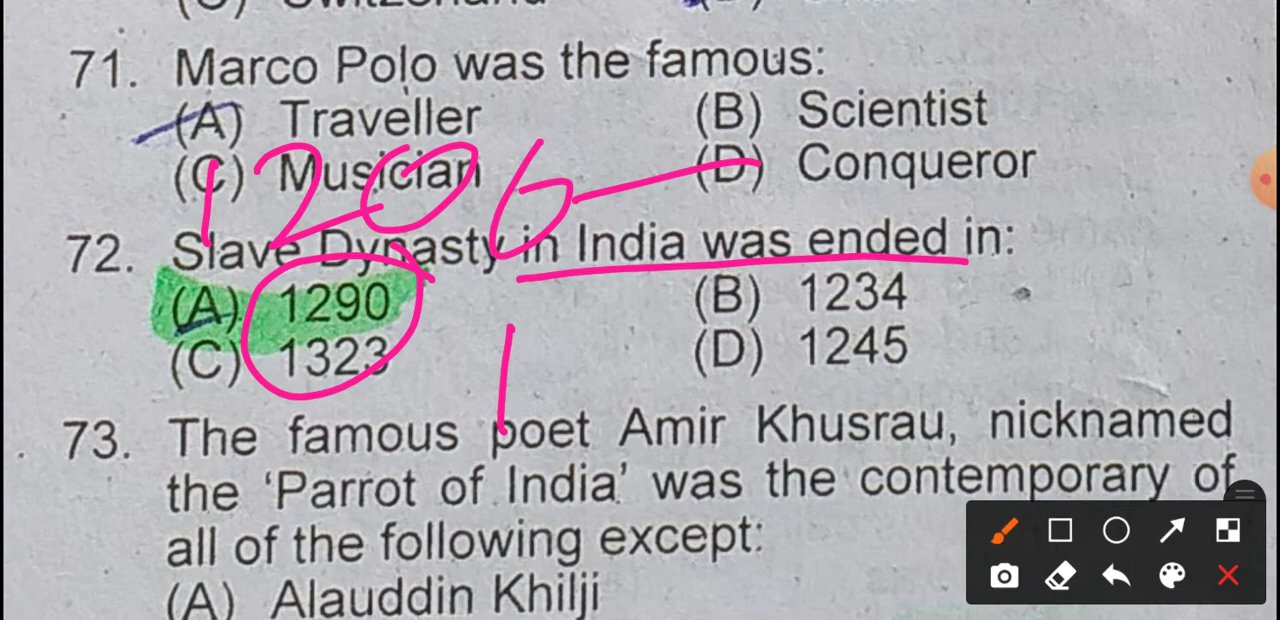 71. Marco Polo was the famous:
(A) Traveller (B) Scientist
(C) Musician (D) Conqueror
1206
72. Slave Dynasty in India was ended in:
(A) 1290 (B) 1234
(C) 1323 (D) 1245
73. The famous poet Amir Khusrau, nicknamed
the ‘Parrot of India’ was the contemporary of
all of the following except:
(A) Alauddin Khilji